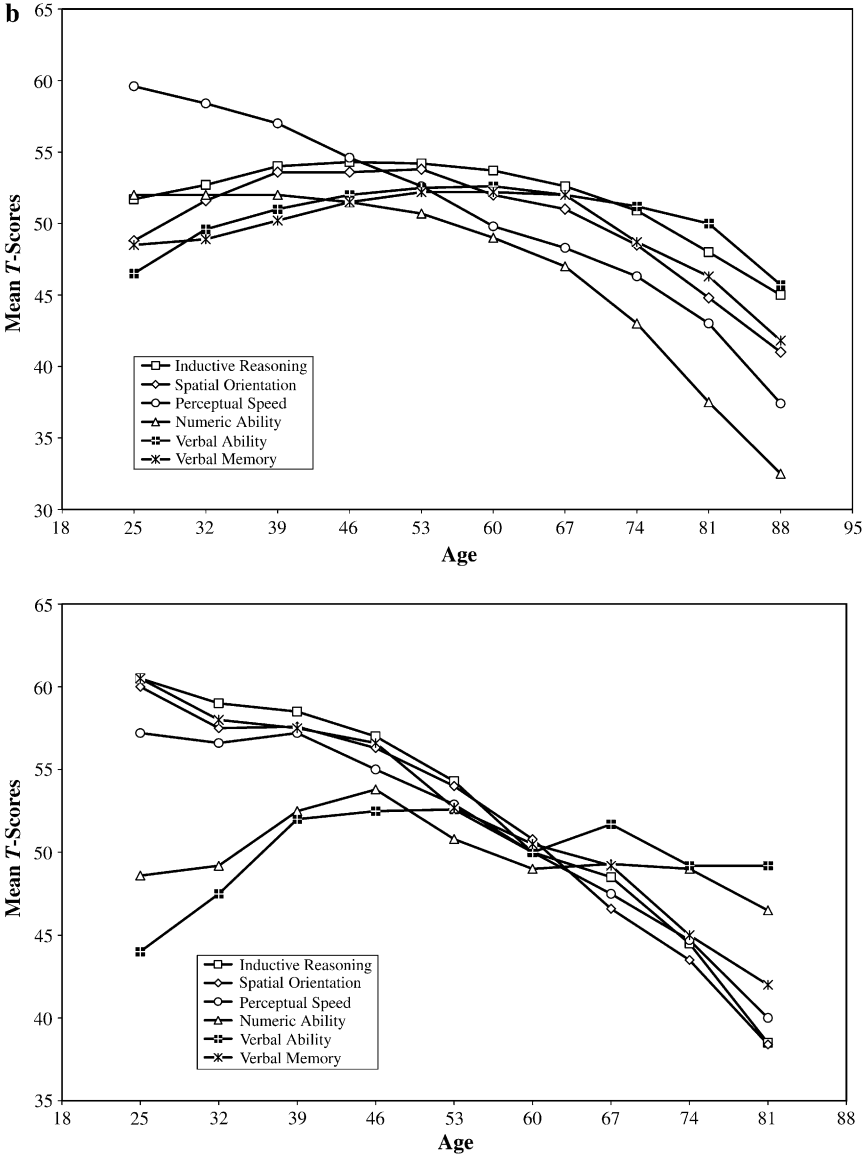 b
65
60
55
50
45
40
35
30
Mean T-Scores
Inductive Reasoning
Spatial Orientation
Perceptual Speed
Numeric Ability
Verbal Ability
Verbal Memory
18 25 32 39 46 53 60 67 74 81 88 95
Age
65
60
55
50
45
40
35
Mean T-Scores
Inductive Reasoning
Spatial Orientation
Perceptual Speed
Numeric Ability
Verbal Ability
Verbal Memory
18 25 32 39 46 53 60 67 74 81 88
Age